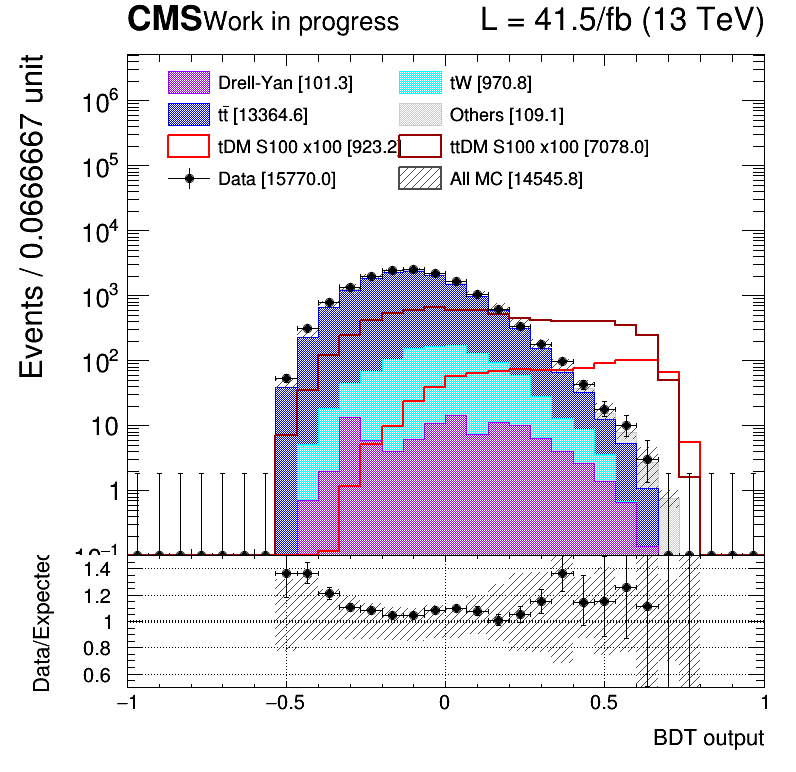 CMS Work in progress L = 41.5/fb (13 TeV)
Events / 0.0666667 unit
Drell-Yan [101.3] tW [970.8]
tt̄ [13364.6] Others [109.1]
tDM S100 x100 [923.2] ttDM S100 x100 [7078.0]
Data [15770.0] All MC [14545.8]
10⁶
10⁵
10⁴
10³
10²
10
1
10⁻¹
Data/Expected
1.4
1.2
1
0.8
0.6
−1 −0.5 0 0.5 1
BDT output